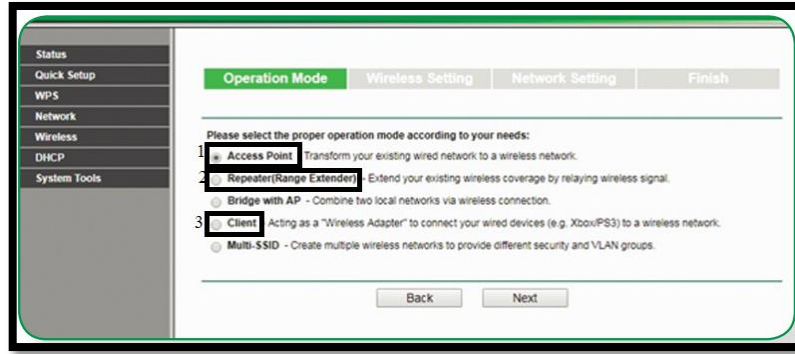 Status
Quick Setup
WPS
Network
Wireless
DHCP
System Tools
Operation Mode Wireless Setting Network Setting Finish
Please select the proper operation mode according to your needs:
1 Access Point Transform your existing wired network to a wireless network.
2 Repeater(Range Extender) - Extend your existing wireless coverage by relaying wireless signal.
Bridge with AP - Combine two local networks via wireless connection.
3 Client Acting as a "Wireless Adapter" to connect your wired devices (e.g. Xbox/PS3) to a wireless network.
Multi-SSID - Create multiple wireless networks to provide different security and VLAN groups.
Back Next